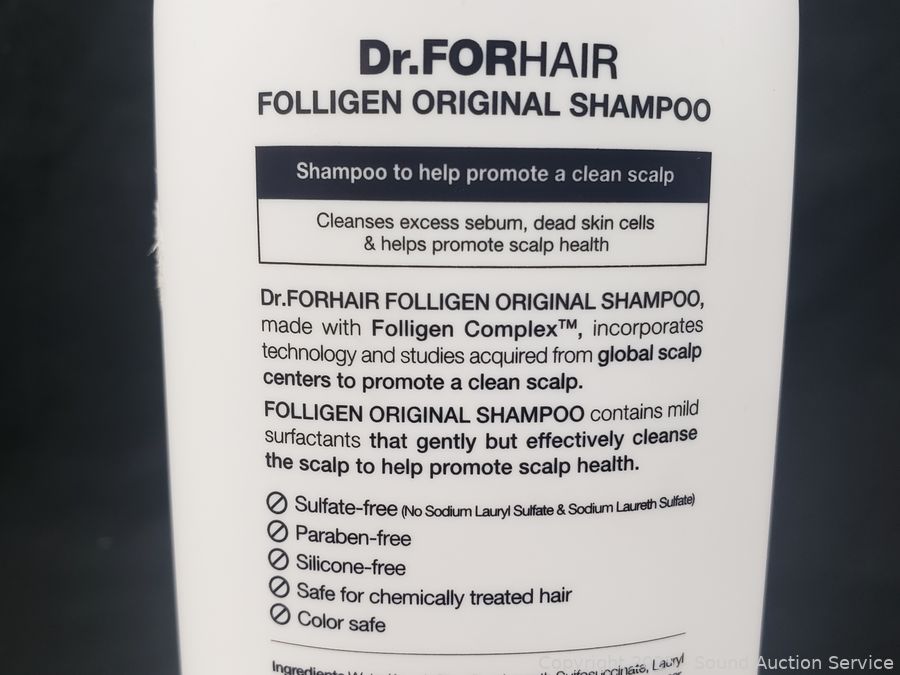 Dr.FORHAIR
FOLLIGEN ORIGINAL SHAMPOO
Shampoo to help promote a clean scalp
Cleanses excess sebum, dead skin cells
& helps promote scalp health
Dr.FORHAIR FOLLIGEN ORIGINAL SHAMPOO,
made with Folligen Complex™, incorporates
technology and studies acquired from global scalp
centers to promote a clean scalp.
FOLLIGEN ORIGINAL SHAMPOO contains mild
surfactants that gently but effectively cleanse
the scalp to help promote scalp health.
Sulfate-free (No Sodium Lauryl Sulfate & Sodium Laureth Sulfate)
Paraben-free
Silicone-free
Safe for chemically treated hair
Color safe
Ingredients Lauryl
Copyright Sound Auction Service